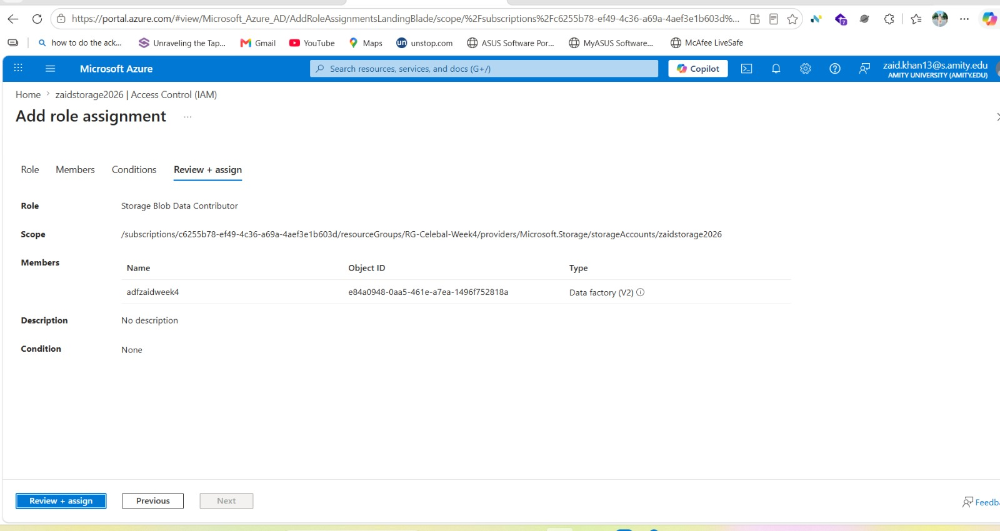 https://portal.azure.com/#view/Microsoft_Azure_AD/AddRoleAssignmentsLandingBlade/scope/%2Fsubscriptions%2Fc6255b78-ef49-4c36-a69a-4aef3e1b603d%...
7
how to do the ack...
Unraveling the Tap...
Gmail
YouTube
Maps
un unstop.com
ASUS Software Por...
MyASUS Software...
McAfee LiveSafe
Microsoft Azure
Search resources, services, and docs (G+/)
Copilot
zaid.khan13@s.amity.edu
AMITY UNIVERSITY (AMITY.EDU)
Home > zaidstorage2026 | Access Control (IAM)
Add role assignment ...
Role Members Conditions Review + assign
Role Storage Blob Data Contributor
Scope /subscriptions/c6255b78-ef49-4c36-a69a-4aef3e1b603d/resourceGroups/RG-Celebal-Week4/providers/Microsoft.Storage/storageAccounts/zaidstorage2026
Members
Name Object ID Type
adfzaidweek4 e84a0948-0aa5-461e-a7ea-1496f752818a Data factory (V2)
Description No description
Condition None
Review + assign Previous Next
Feedba